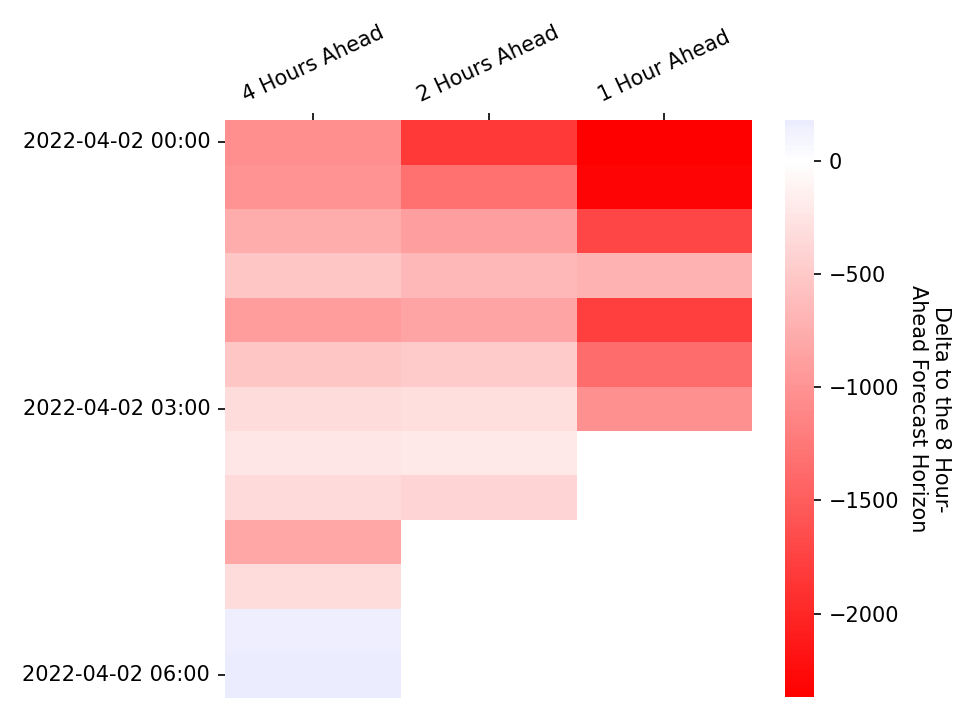 4 Hours Ahead
2 Hours Ahead
1 Hour Ahead
2022-04-02 00:00
2022-04-02 03:00
2022-04-02 06:00
0
−500
−1000
−1500
−2000
Delta to the 8 Hour-
Ahead Forecast Horizon